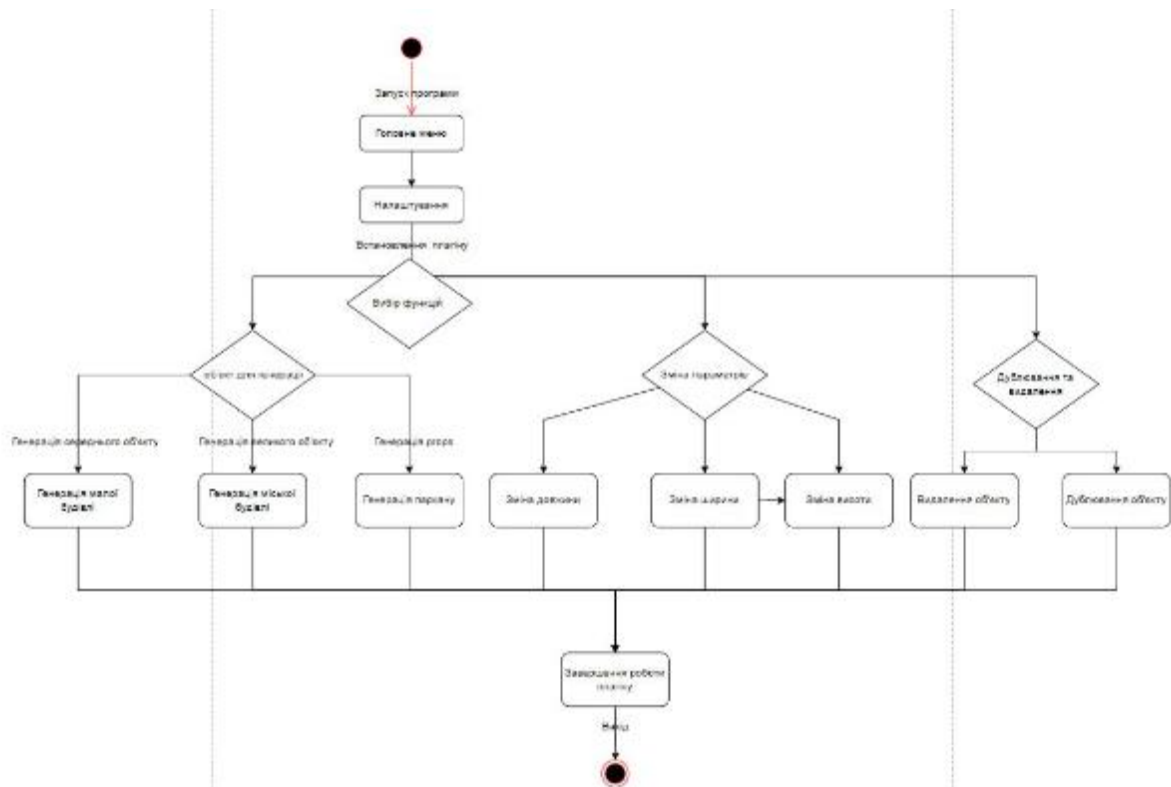 Запуск програми
Головне меню
Налаштування
Встановлення плагіну
Вибір функцій
об'єкт для генерації
Зміна параметрів
Дублювання та
видалення
Генерація середнього об'єкту
Генерація великого об'єкту
Генерація props
Генерація малої
будівлі
Генерація міської
будівлі
Генерація паркану
Зміна довжини
Зміна ширини
Зміна висоти
Видалення об'єкту
Дублювання об'єкту
Завершення роботи
плагіну
Вихід